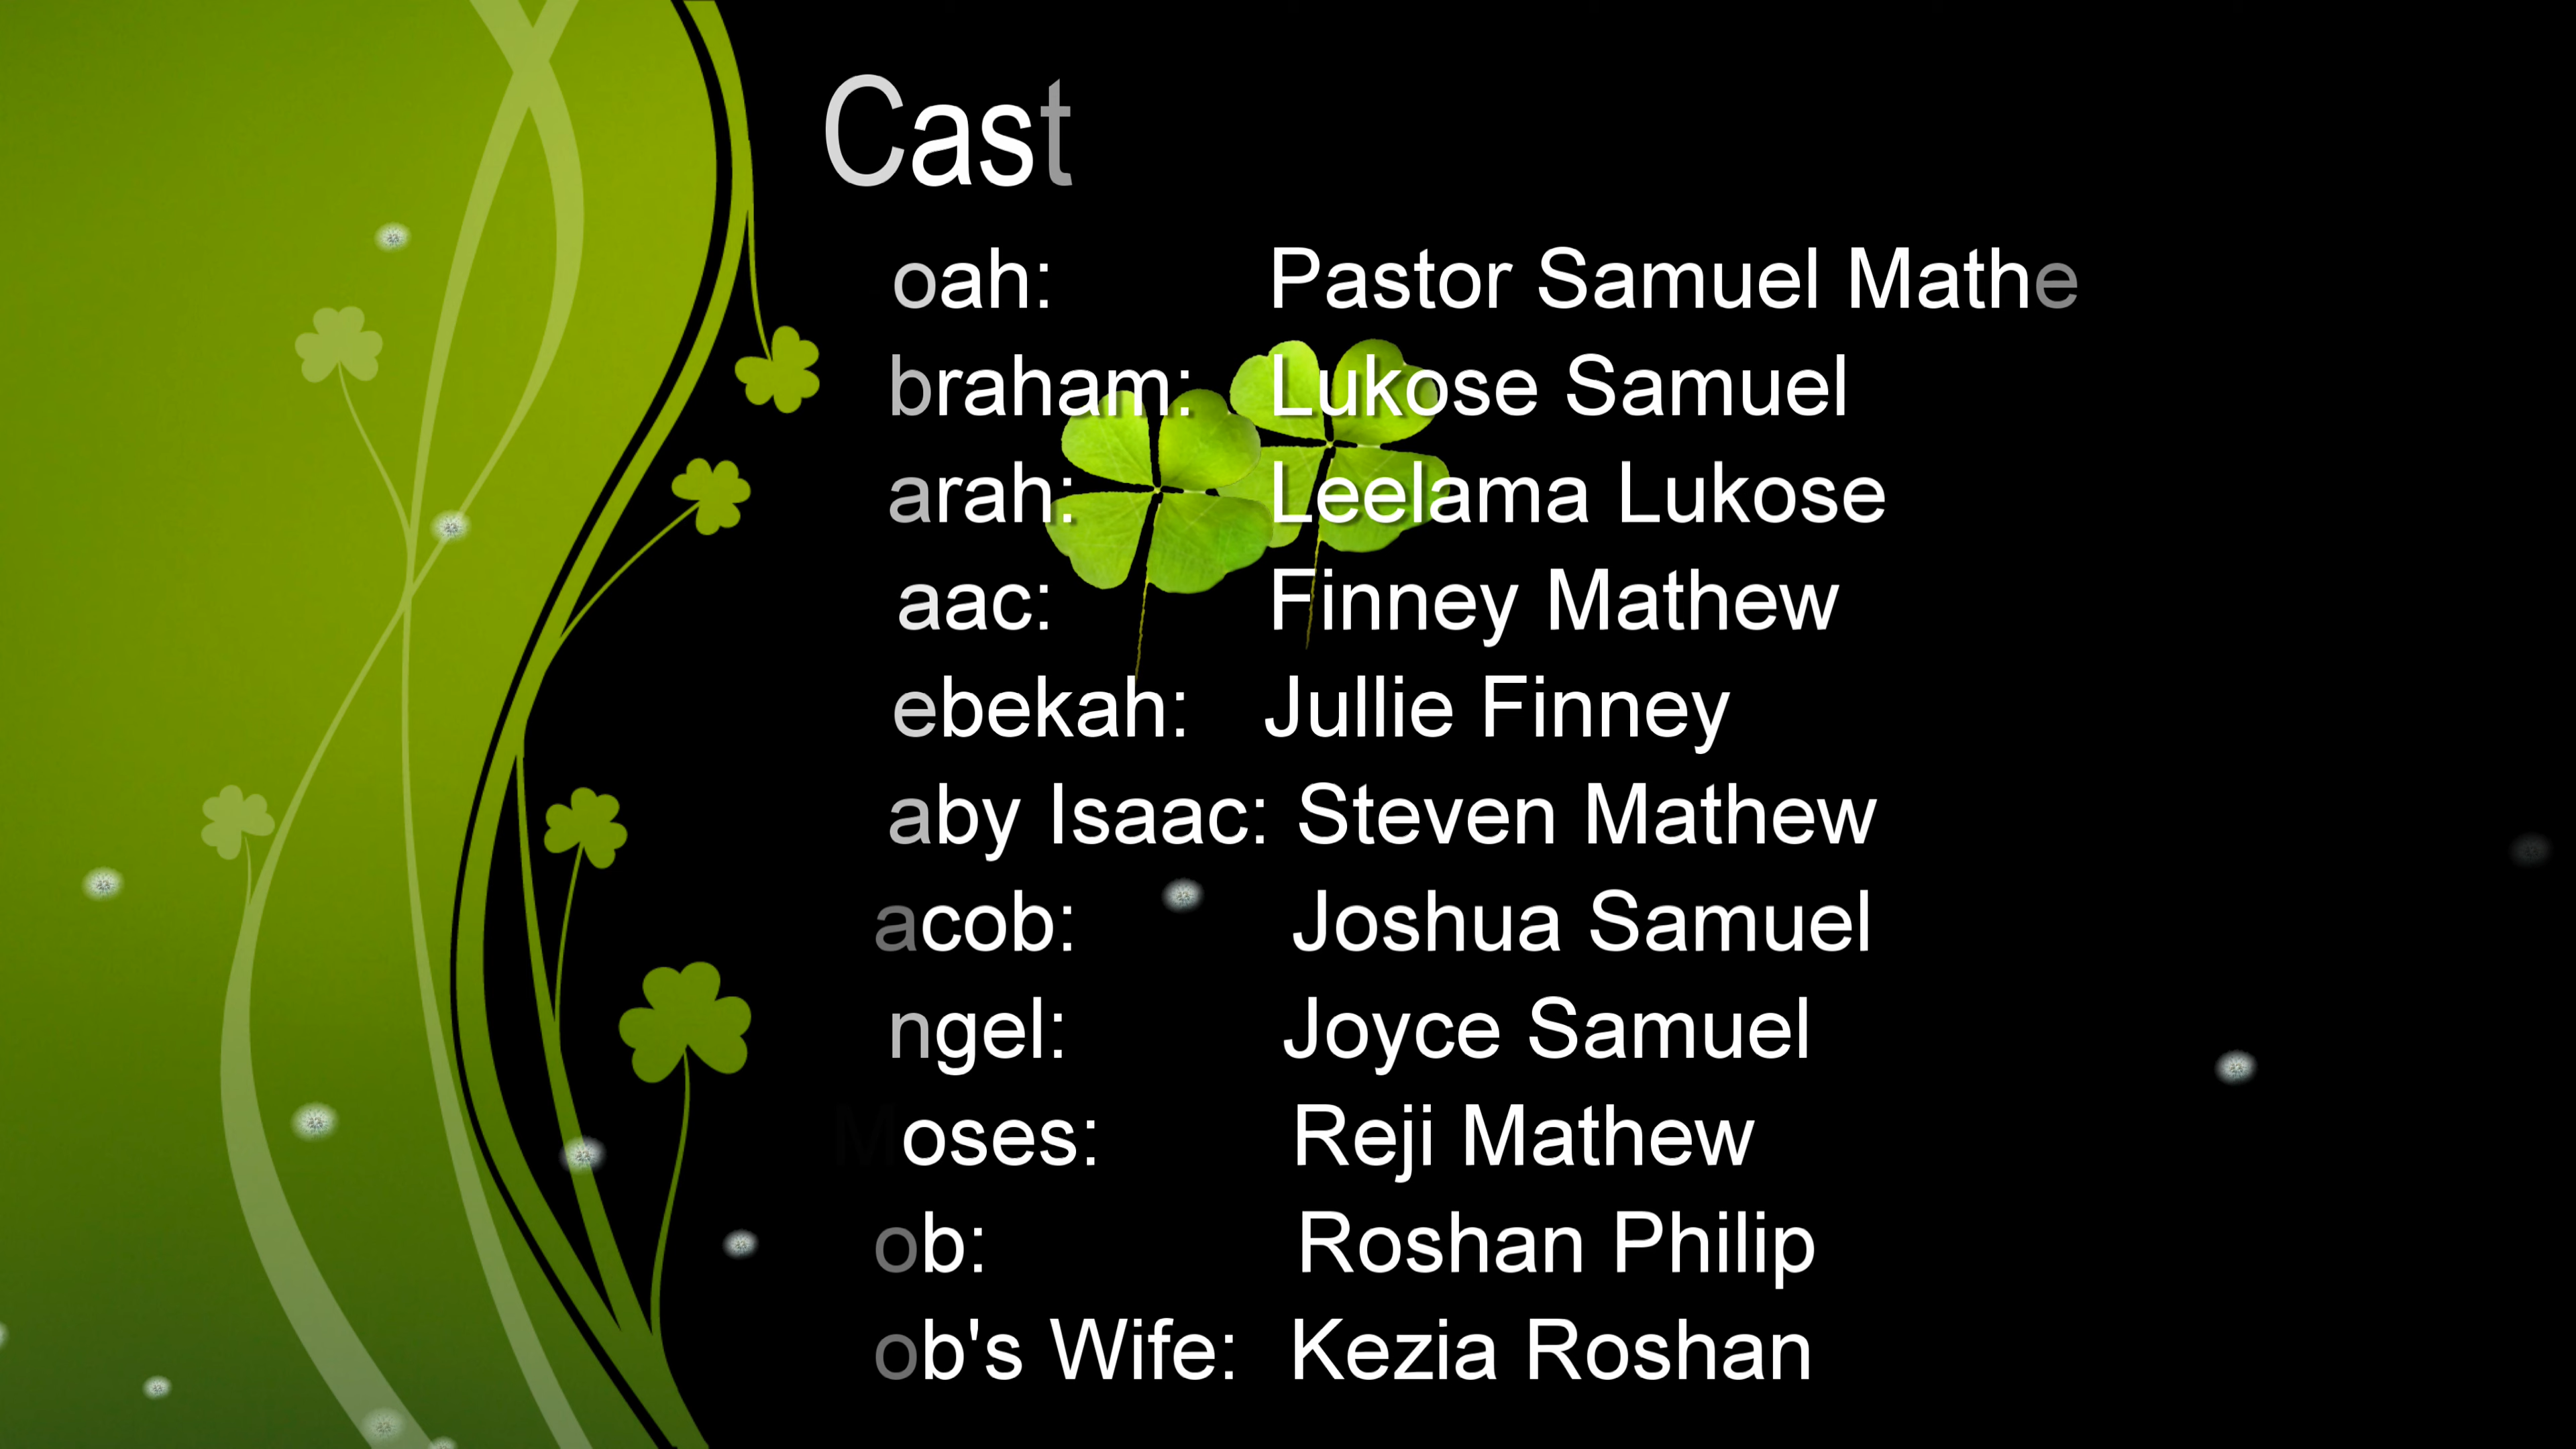 Cast
oah: Pastor Samuel Mathe
braham: Lukose Samuel
arah: Leelama Lukose
aac: Finney Mathew
ebekah: Jullie Finney
aby Isaac: Steven Mathew
acob: Joshua Samuel
ngel: Joyce Samuel
Moses: Reji Mathew
ob: Roshan Philip
ob's Wife: Kezia Roshan